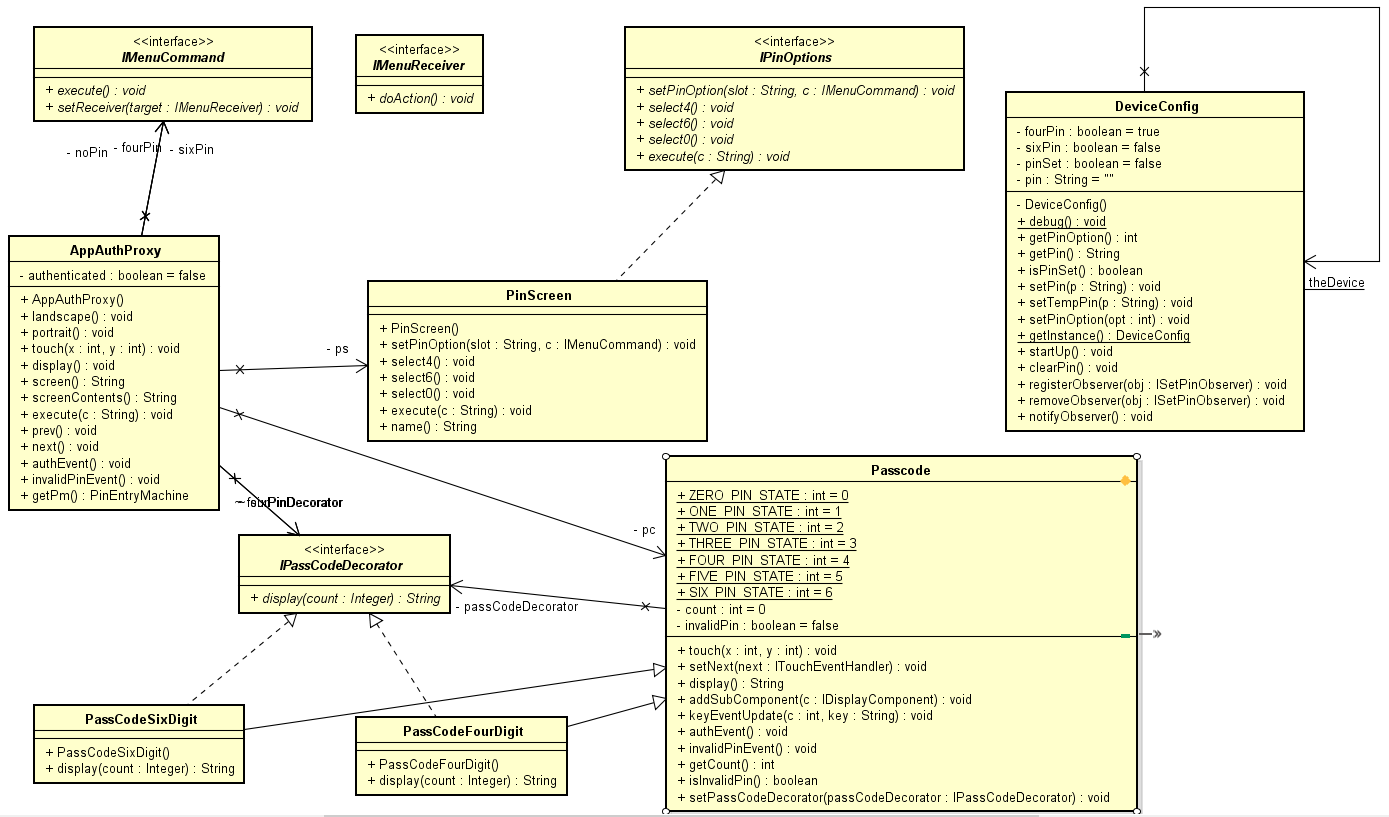 <<interface>>
IMenuCommand
+ execute() : void
+ setReceiver(target : IMenuReceiver) : void
<<interface>>
IMenuReceiver
+ doAction() : void
<<interface>>
IPinOptions
+ setPinOption(slot : String, c : IMenuCommand) : void
+ select4() : void
+ select6() : void
+ select0() : void
+ execute(c : String) : void
DeviceConfig
- fourPin : boolean = true
- sixPin : boolean = false
- pinSet : boolean = false
- pin : String = ""
- DeviceConfig()
+ debug() : void
+ getPinOption() : int
+ getPin() : String
+ isPinSet() : boolean
+ setPin(p : String) : void
+ setTempPin(p : String) : void
+ setPinOption(opt : int) : void
+ getInstance() : DeviceConfig
+ startUp() : void
+ clearPin() : void
+ registerObserver(obj : ISetPinObserver) : void
+ removeObserver(obj : ISetPinObserver) : void
+ notifyObserver() : void
theDevice
- noPin
- fourPin
- sixPin
AppAuthProxy
- authenticated : boolean = false
+ AppAuthProxy()
+ landscape() : void
+ portrait() : void
+ touch(x : int, y : int) : void
+ display() : void
+ screen() : String
+ screenContents() : String
+ execute(c : String) : void
+ prev() : void
+ next() : void
+ authEvent() : void
+ invalidPinEvent() : void
+ getPm() : PinEntryMachine
- ps
PinScreen
+ PinScreen()
+ setPinOption(slot : String, c : IMenuCommand) : void
+ select4() : void
+ select6() : void
+ select0() : void
+ execute(c : String) : void
+ name() : String
PinDecorator
- pc
<<interface>>
IPassCodeDecorator
+ display(count : Integer) : String
- passCodeDecorator
Passcode
+ ZERO_PIN_STATE : int = 0
+ ONE_PIN_STATE : int = 1
+ TWO_PIN_STATE : int = 2
+ THREE_PIN_STATE : int = 3
+ FOUR_PIN_STATE : int = 4
+ FIVE_PIN_STATE : int = 5
+ SIX_PIN_STATE : int = 6
- count : int = 0
- invalidPin : boolean = false
+ touch(x : int, y : int) : void
+ setNext(next : ITouchEventHandler) : void
+ display() : String
+ addSubComponent(c : IDisplayComponent) : void
+ keyEventUpdate(c : int, key : String) : void
+ authEvent() : void
+ invalidPinEvent() : void
+ getCount() : int
+ isInvalidPin() : boolean
+ setPassCodeDecorator(passCodeDecorator : IPassCodeDecorator) : void
PassCodeSixDigit
+ PassCodeSixDigit()
+ display(count : Integer) : String
PassCodeFourDigit
+ PassCodeFourDigit()
+ display(count : Integer) : String